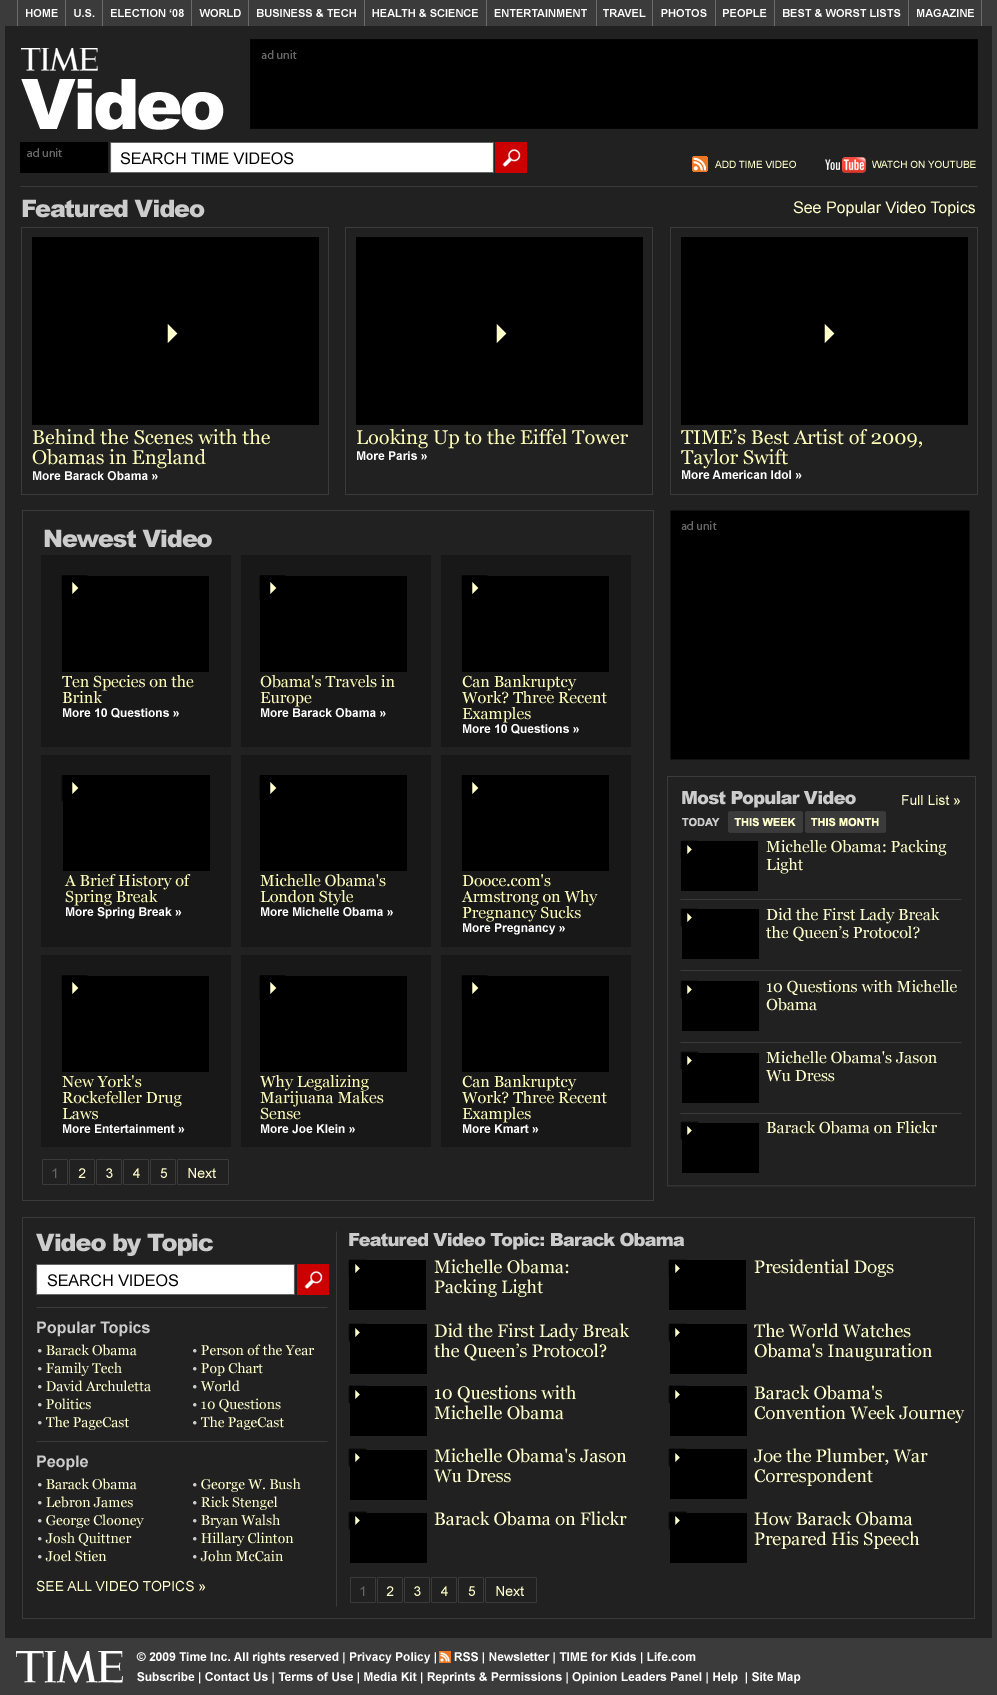 HOME U.S. ELECTION ‘08 WORLD BUSINESS & TECH HEALTH & SCIENCE ENTERTAINMENT TRAVEL PHOTOS PEOPLE BEST & WORST LISTS MAGAZINE
TIME
Video
ad unit
ad unit
SEARCH TIME VIDEOS
ADD TIME VIDEO
YouTube WATCH ON YOUTUBE
Featured Video
See Popular Video Topics
Behind the Scenes with the
Obamas in England
More Barack Obama »
Looking Up to the Eiffel Tower
More Paris »
TIME’s Best Artist of 2009,
Taylor Swift
More American Idol »
Newest Video
Ten Species on the
Brink
More 10 Questions »
Obama's Travels in
Europe
More Barack Obama »
Can Bankruptcy
Work? Three Recent
Examples
More 10 Questions »
A Brief History of
Spring Break
More Spring Break »
Michelle Obama's
London Style
More Michelle Obama »
Dooce.com's
Armstrong on Why
Pregnancy Sucks
More Pregnancy »
New York's
Rockefeller Drug
Laws
More Entertainment »
Why Legalizing
Marijuana Makes
Sense
More Joe Klein »
Can Bankruptcy
Work? Three Recent
Examples
More Kmart »
1 2 3 4 5 Next
ad unit
Most Popular Video
Full List »
TODAY THIS WEEK THIS MONTH
Michelle Obama: Packing
Light
Did the First Lady Break
the Queen’s Protocol?
10 Questions with Michelle
Obama
Michelle Obama's Jason
Wu Dress
Barack Obama on Flickr
Video by Topic
SEARCH VIDEOS
Popular Topics
• Barack Obama
• Family Tech
• David Archuletta
• Politics
• The PageCast
• Person of the Year
• Pop Chart
• World
• 10 Questions
• The PageCast
People
• Barack Obama
• Lebron James
• George Clooney
• Josh Quittner
• Joel Stien
• George W. Bush
• Rick Stengel
• Bryan Walsh
• Hillary Clinton
• John McCain
SEE ALL VIDEO TOPICS »
Featured Video Topic: Barack Obama
Michelle Obama:
Packing Light
Did the First Lady Break
the Queen’s Protocol?
10 Questions with
Michelle Obama
Michelle Obama's Jason
Wu Dress
Barack Obama on Flickr
Presidential Dogs
The World Watches
Obama's Inauguration
Barack Obama's
Convention Week Journey
Joe the Plumber, War
Correspondent
How Barack Obama
Prepared His Speech
1 2 3 4 5 Next
TIME
© 2009 Time Inc. All rights reserved | Privacy Policy | RSS | Newsletter | TIME for Kids | Life.com
Subscribe | Contact Us | Terms of Use | Media Kit | Reprints & Permissions | Opinion Leaders Panel | Help | Site Map